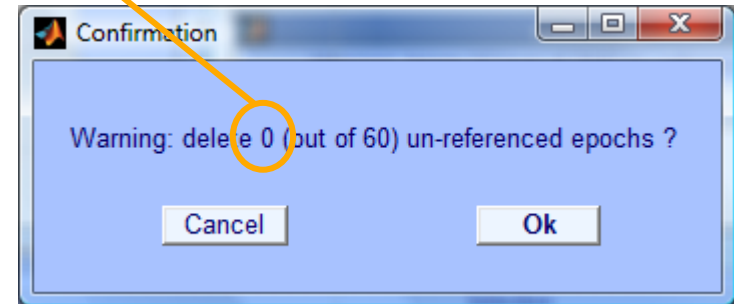 Confirmation
Warning: delete 0 (out of 60) un-referenced epochs ?
Cancel
Ok